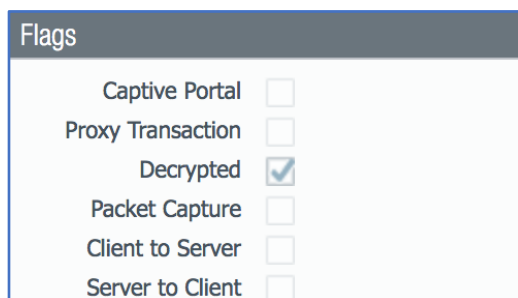 Flags
Captive Portal
Proxy Transaction
Decrypted
Packet Capture
Client to Server
Server to Client